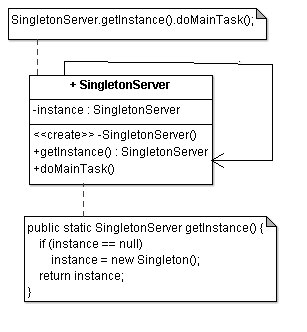 SingletonServer.getInstance().doMainTask();
+ SingletonServer
-instance : SingletonServer
<<create>> -SingletonServer()
+getInstance() : SingletonServer
+doMainTask()
public static SingletonServer getInstance() {
if (instance == null)
instance = new Singleton();
return instance;
}